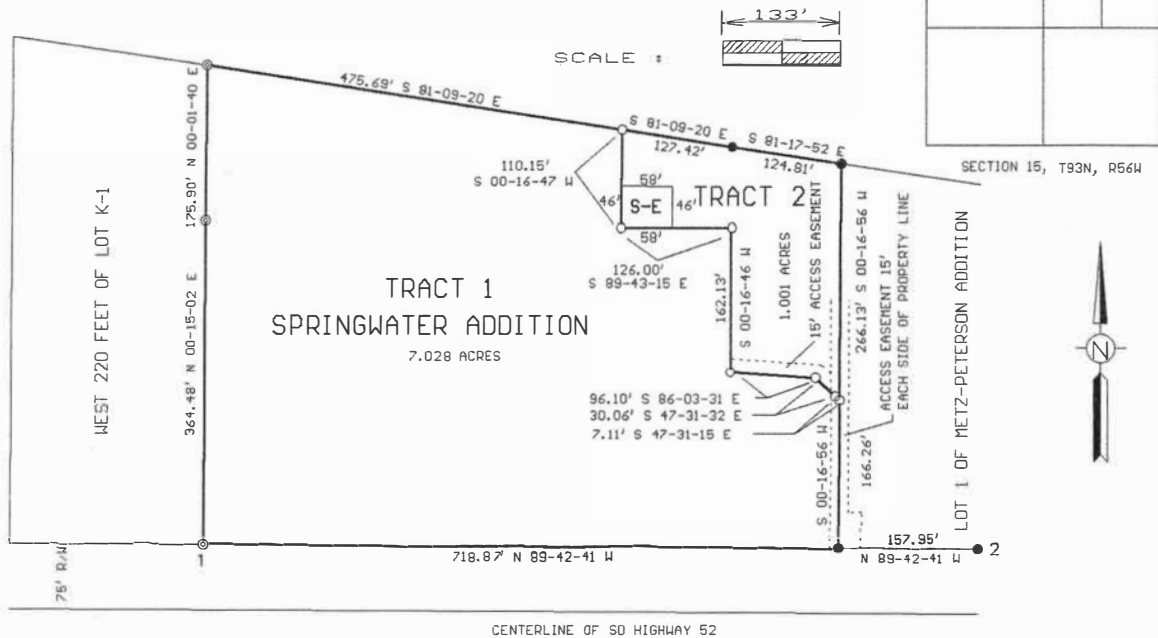 133'
SCALE :
SECTION 15, T93N, R56W
475.69' S 81-09-20 E
S 81-09-20 E
127.42'
S 81-17-52 E
124.81'
175.90' N 00-01-40 E
364.48' N 00-15-02 E
WEST 220 FEET OF LOT K-1
110.15'
S 00-16-47 W
58'
46'
S-E
46'
58'
TRACT 2
126.00'
S 89-43-15 E
162.13'
S 00-16-46 W
1.001 ACRES
15' ACCESS EASEMENT
266.13' S 00-16-56 W
ACCESS EASEMENT 15'
EACH SIDE OF PROPERTY LINE
LOT 1 OF METZ-PETERSON ADDITION
N
TRACT 1
SPRINGWATER ADDITION
7.028 ACRES
96.10' S 86-03-31 E
30.06' S 47-31-32 E
7.11' S 47-31-15 E
S 00-16-56 W
166.26'
1
718.87' N 89-42-41 W
157.95'
N 89-42-41 W
2
75' R/W
CENTERLINE OF SD HIGHWAY 52